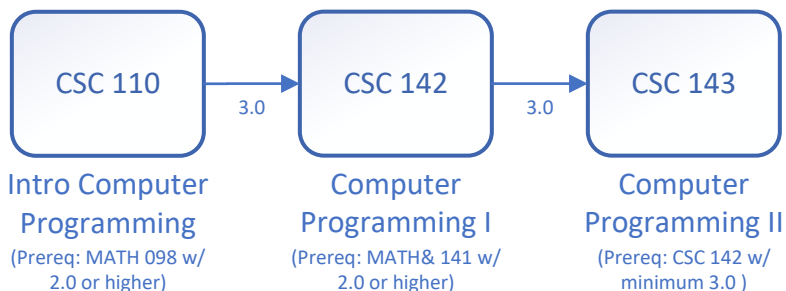 CSC 110
3.0
CSC 142
3.0
CSC 143
Intro Computer
Programming
(Prereq: MATH 098 w/
2.0 or higher)
Computer
Programming I
(Prereq: MATH& 141 w/
2.0 or higher)
Computer
Programming II
(Prereq: CSC 142 w/
minimum 3.0 )